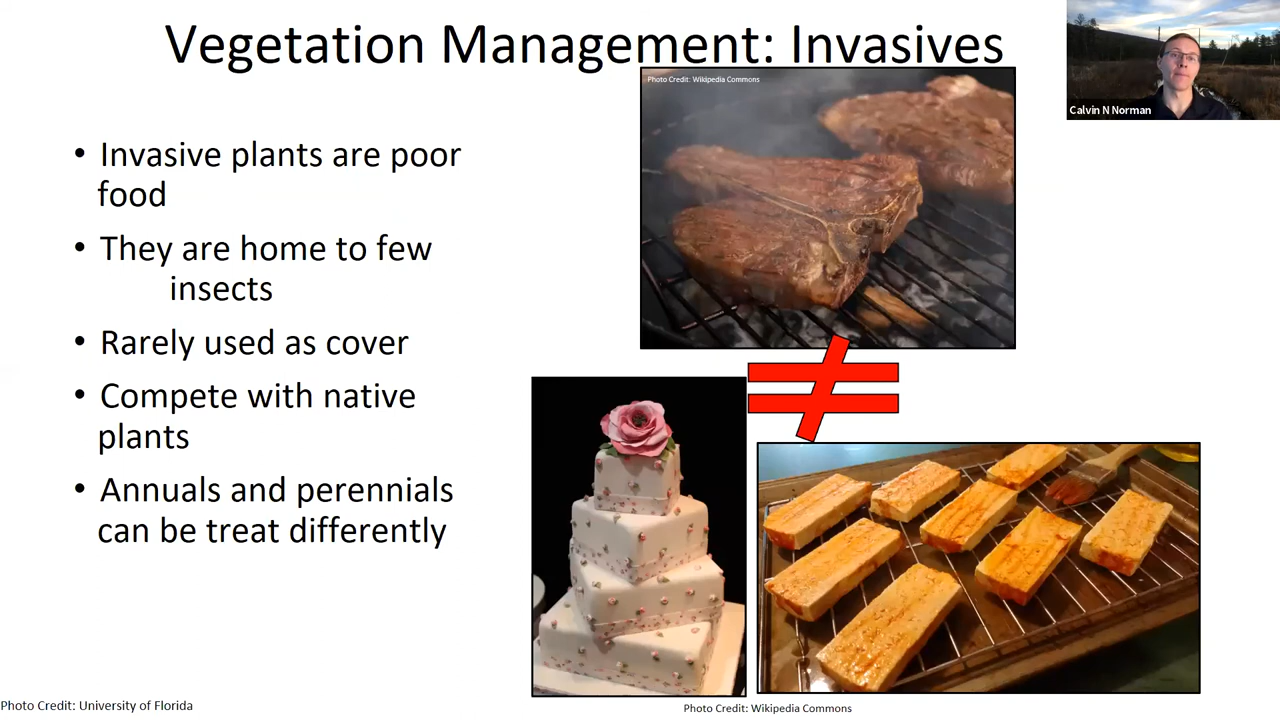 Vegetation Management: Invasives
Photo Credit: Wikipedia Commons
Calvin N Norman
• Invasive plants are poor
food
• They are home to few
insects
• Rarely used as cover
• Compete with native
plants
• Annuals and perennials
can be treat differently
Photo Credit: University of Florida
Photo Credit: Wikipedia Commons